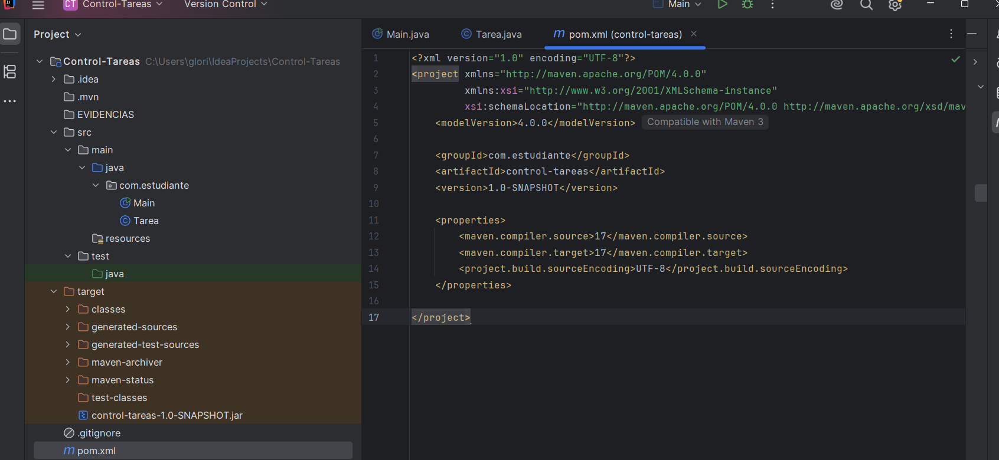 CT Control-Tareas Version Control Main
Project
Main.java Tarea.java pom.xml (control-tareas)
Control-Tareas C:\Users\glori\IdeaProjects\Control-Tareas
.idea
.mvn
EVIDENCIAS
src
main
java
com.estudiante
Main
Tarea
resources
test
java
target
classes
generated-sources
generated-test-sources
maven-archiver
maven-status
test-classes
control-tareas-1.0-SNAPSHOT.jar
.gitignore
pom.xml
1 <?xml version="1.0" encoding="UTF-8"?>
2 <project xmlns="http://maven.apache.org/POM/4.0.0"
3 xmlns:xsi="http://www.w3.org/2001/XMLSchema-instance"
4 xsi:schemaLocation="http://maven.apache.org/POM/4.0.0 http://maven.apache.org/xsd/mav
5 <modelVersion>4.0.0</modelVersion> Compatible with Maven 3
6
7 <groupId>com.estudiante</groupId>
8 <artifactId>control-tareas</artifactId>
9 <version>1.0-SNAPSHOT</version>
10
11 <properties>
12 <maven.compiler.source>17</maven.compiler.source>
13 <maven.compiler.target>17</maven.compiler.target>
14 <project.build.sourceEncoding>UTF-8</project.build.sourceEncoding>
15 </properties>
16
17 </project>